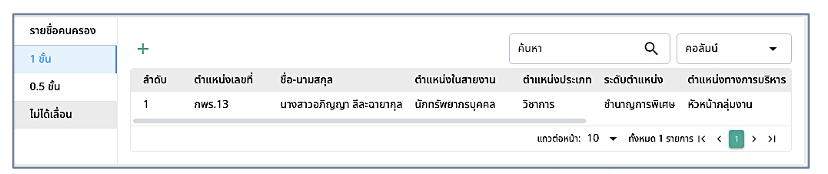 รายชื่อคนครอง
1 ขั้น
0.5 ขั้น
ไม่ได้เลื่อน
ค้นหา
คอลัมน์
ลำดับ ตำแหน่งเลขที่ ชื่อ-นามสกุล ตำแหน่งในสายงาน ตำแหน่งประเภท ระดับตำแหน่ง ตำแหน่งทางการบริหาร
1 กพร.13 นางสาวอภิญญา ลีละฉายากุล นักทรัพยากรบุคคล วิชาการ ชำนาญการพิเศษ หัวหน้ากลุ่มงาน
แถวต่อหน้า: 10 ทั้งหมด 1 รายการ 1